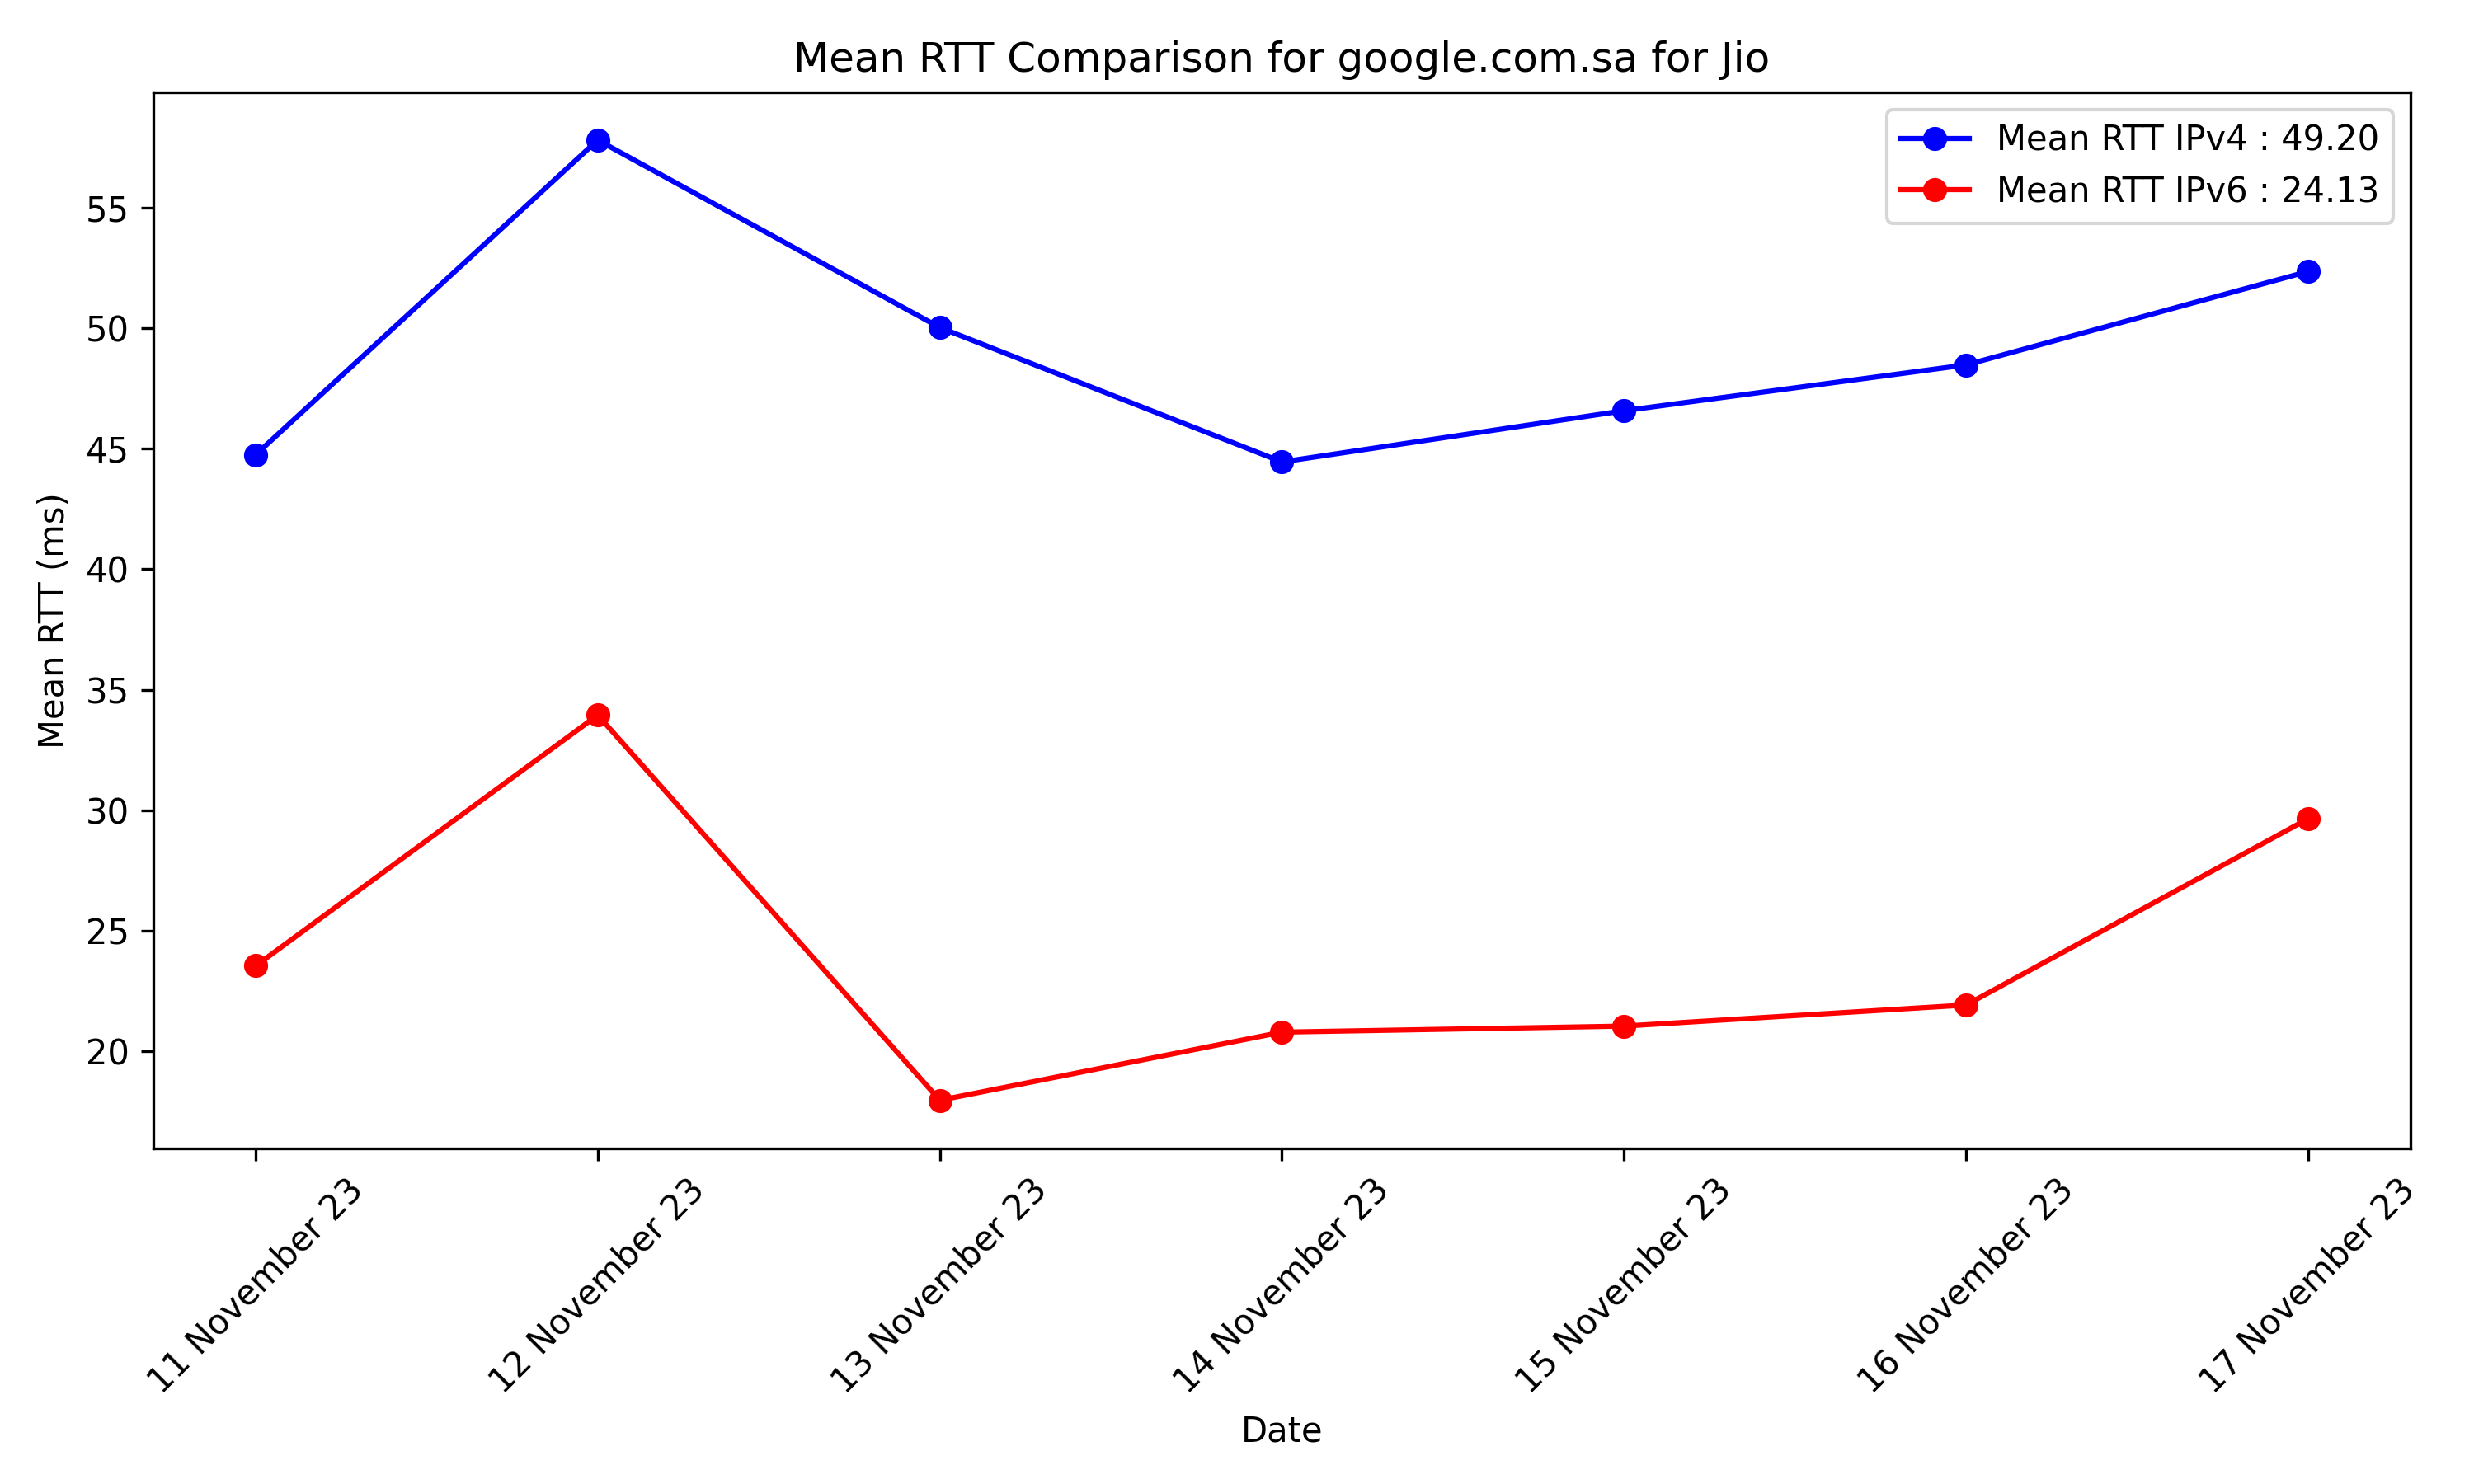 Mean RTT Comparison for google.com.sa for Jio
Mean RTT IPv4 : 49.20
Mean RTT IPv6 : 24.13
Mean RTT (ms)
55
50
45
40
35
30
25
20
11 November 23
12 November 23
13 November 23
14 November 23
15 November 23
16 November 23
17 November 23
Date